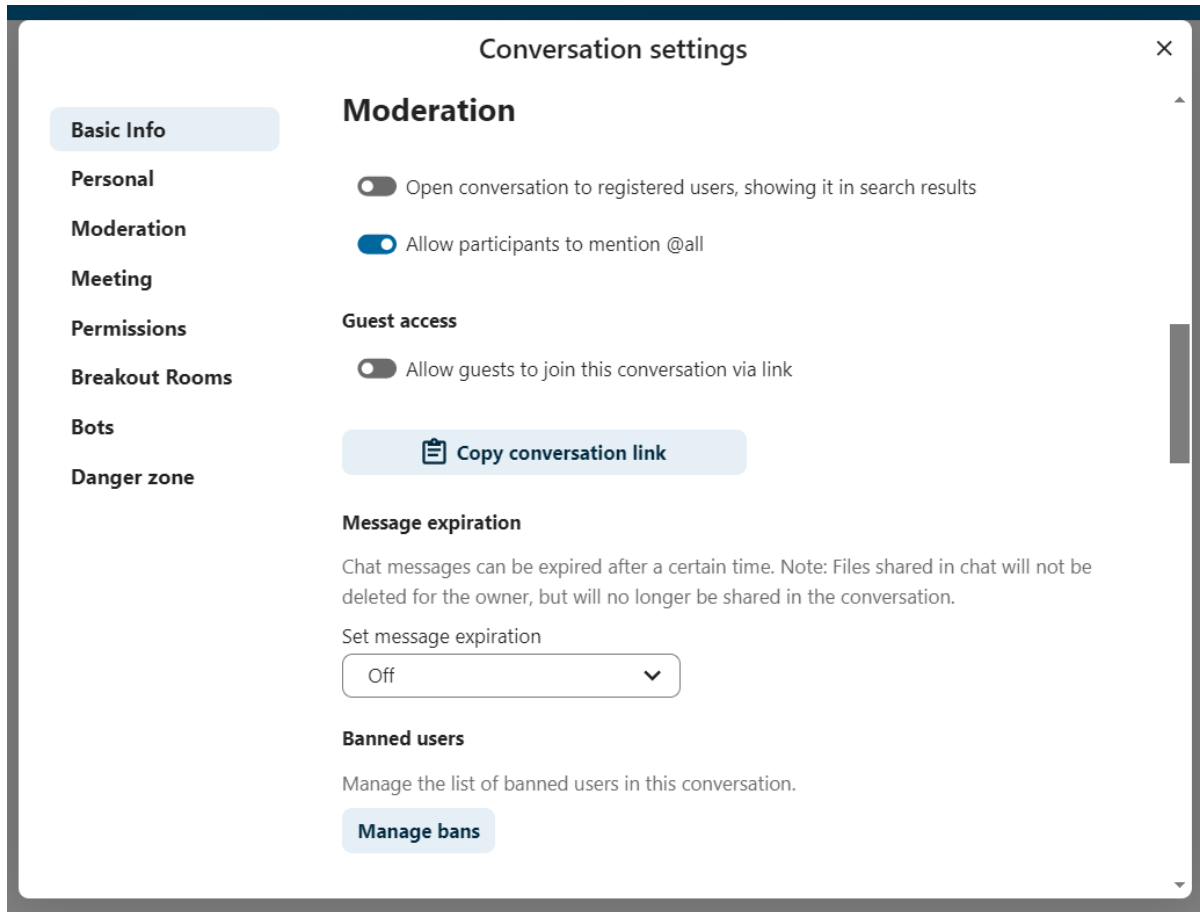 Conversation settings
Basic Info
Personal
Moderation
Meeting
Permissions
Breakout Rooms
Bots
Danger zone
Moderation
Open conversation to registered users, showing it in search results
Allow participants to mention @all
Guest access
Allow guests to join this conversation via link
Copy conversation link
Message expiration
Chat messages can be expired after a certain time. Note: Files shared in chat will not be
deleted for the owner, but will no longer be shared in the conversation.
Set message expiration
Off
Banned users
Manage the list of banned users in this conversation.
Manage bans